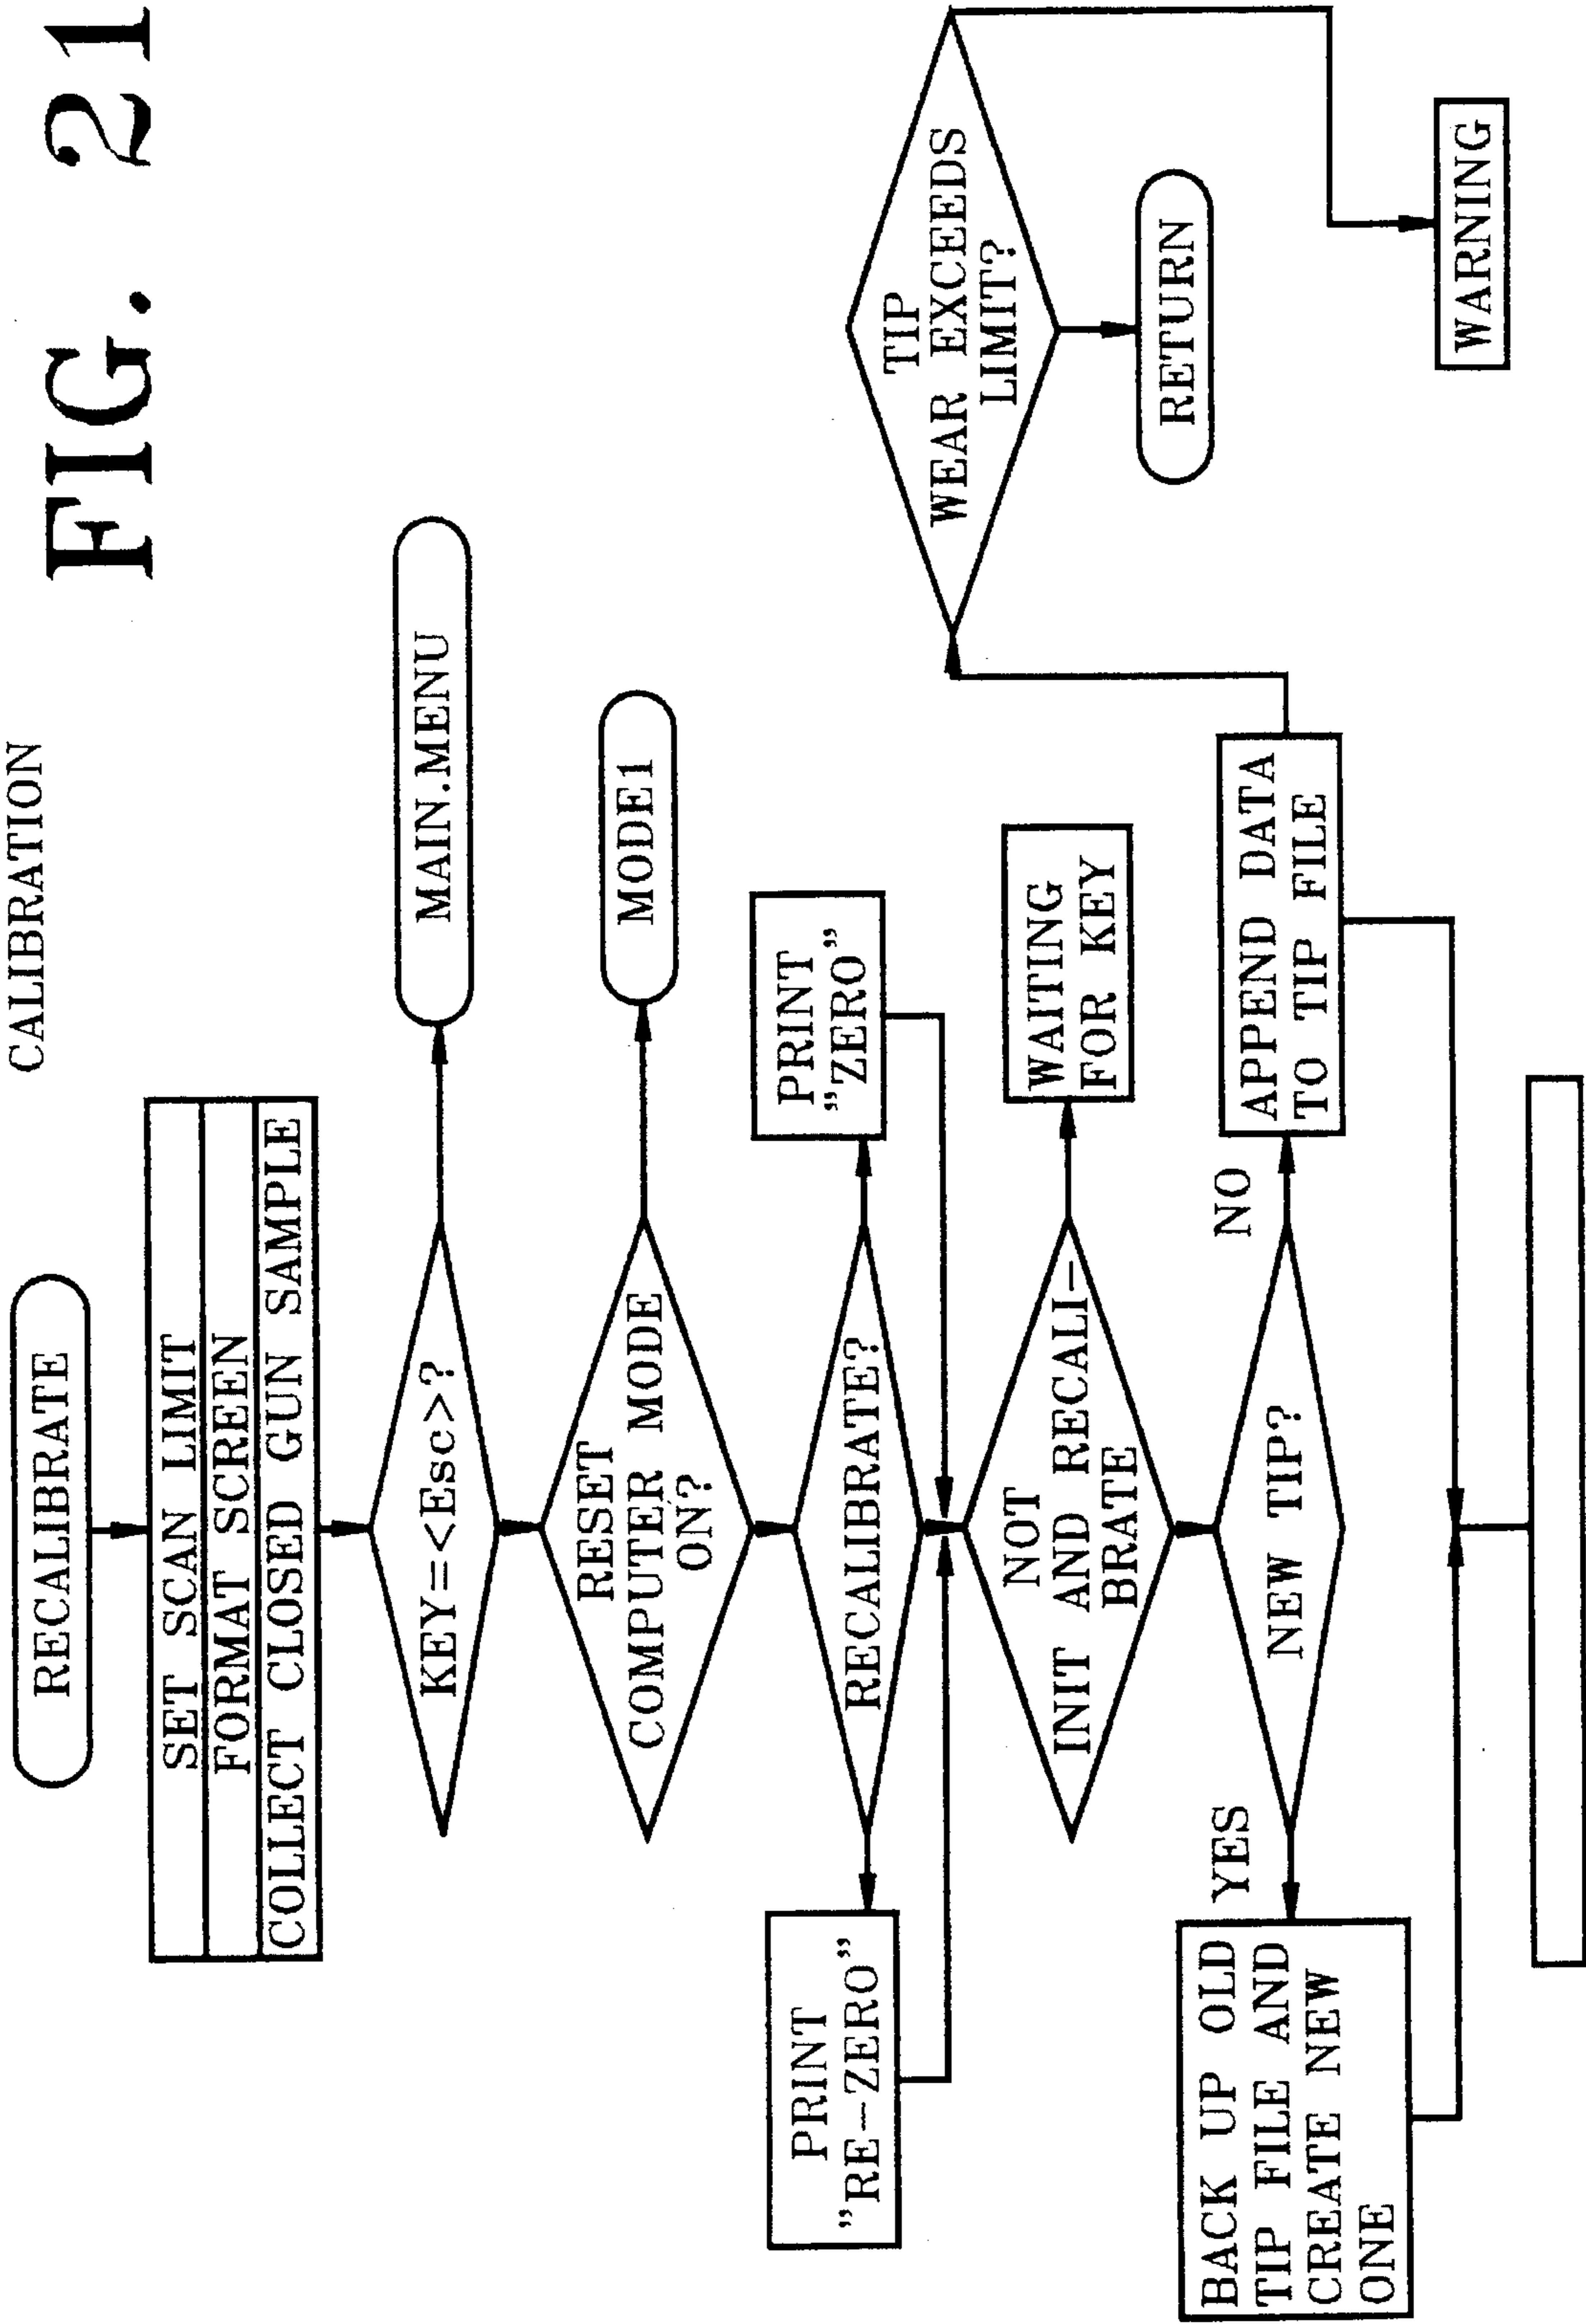 CALIBRATION
FIG. 21
RECALIBRATE
SET SCAN LIMIT
FORMAT SCREEN
COLLECT CLOSED GUN SAMPLE
KEY=<Esc>?
MAIN.MENU
RESET
COMPUTER MODE
ON?
MODE1
RECALIBRATE?
PRINT
"RE-ZERO"
PRINT
"ZERO"
NOT
INIT AND RECALI-
BRATE
WAITING
FOR KEY
NEW TIP?
YES
NO
BACK UP OLD
TIP FILE AND
CREATE NEW
ONE
APPEND DATA
TO TIP FILE
TIP
WEAR EXCEEDS
LIMIT?
RETURN
WARNING